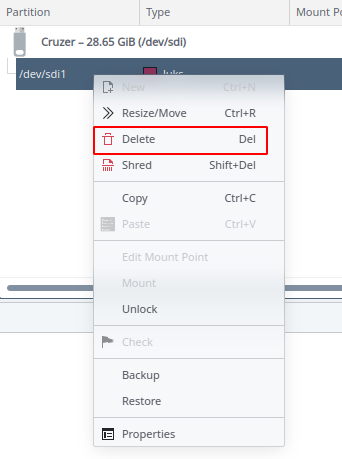 Partition Type Mount Po
Cruzer – 28.65 GiB (/dev/sdi)
/dev/sdi1 luks
New Ctrl+N
Resize/Move Ctrl+R
Delete Del
Shred Shift+Del
Copy Ctrl+C
Paste Ctrl+V
Edit Mount Point
Mount
Unlock
Check
Backup
Restore
Properties